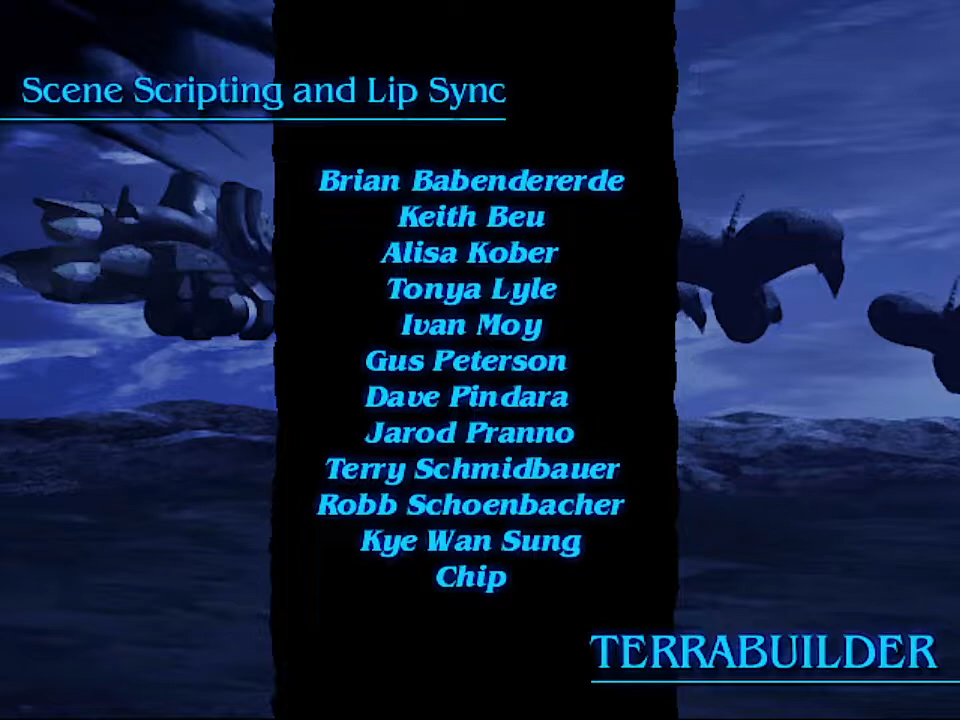 Scene Scripting and Lip Sync
Brian Babendererde
Keith Beu
Alisa Kober
Tonya Lyle
Ivan Moy
Gus Peterson
Dave Pindara
Jarod Pranno
Terry Schmidbauer
Robb Schoenbacher
Kye Wan Sung
Chip
TERRABUILDER